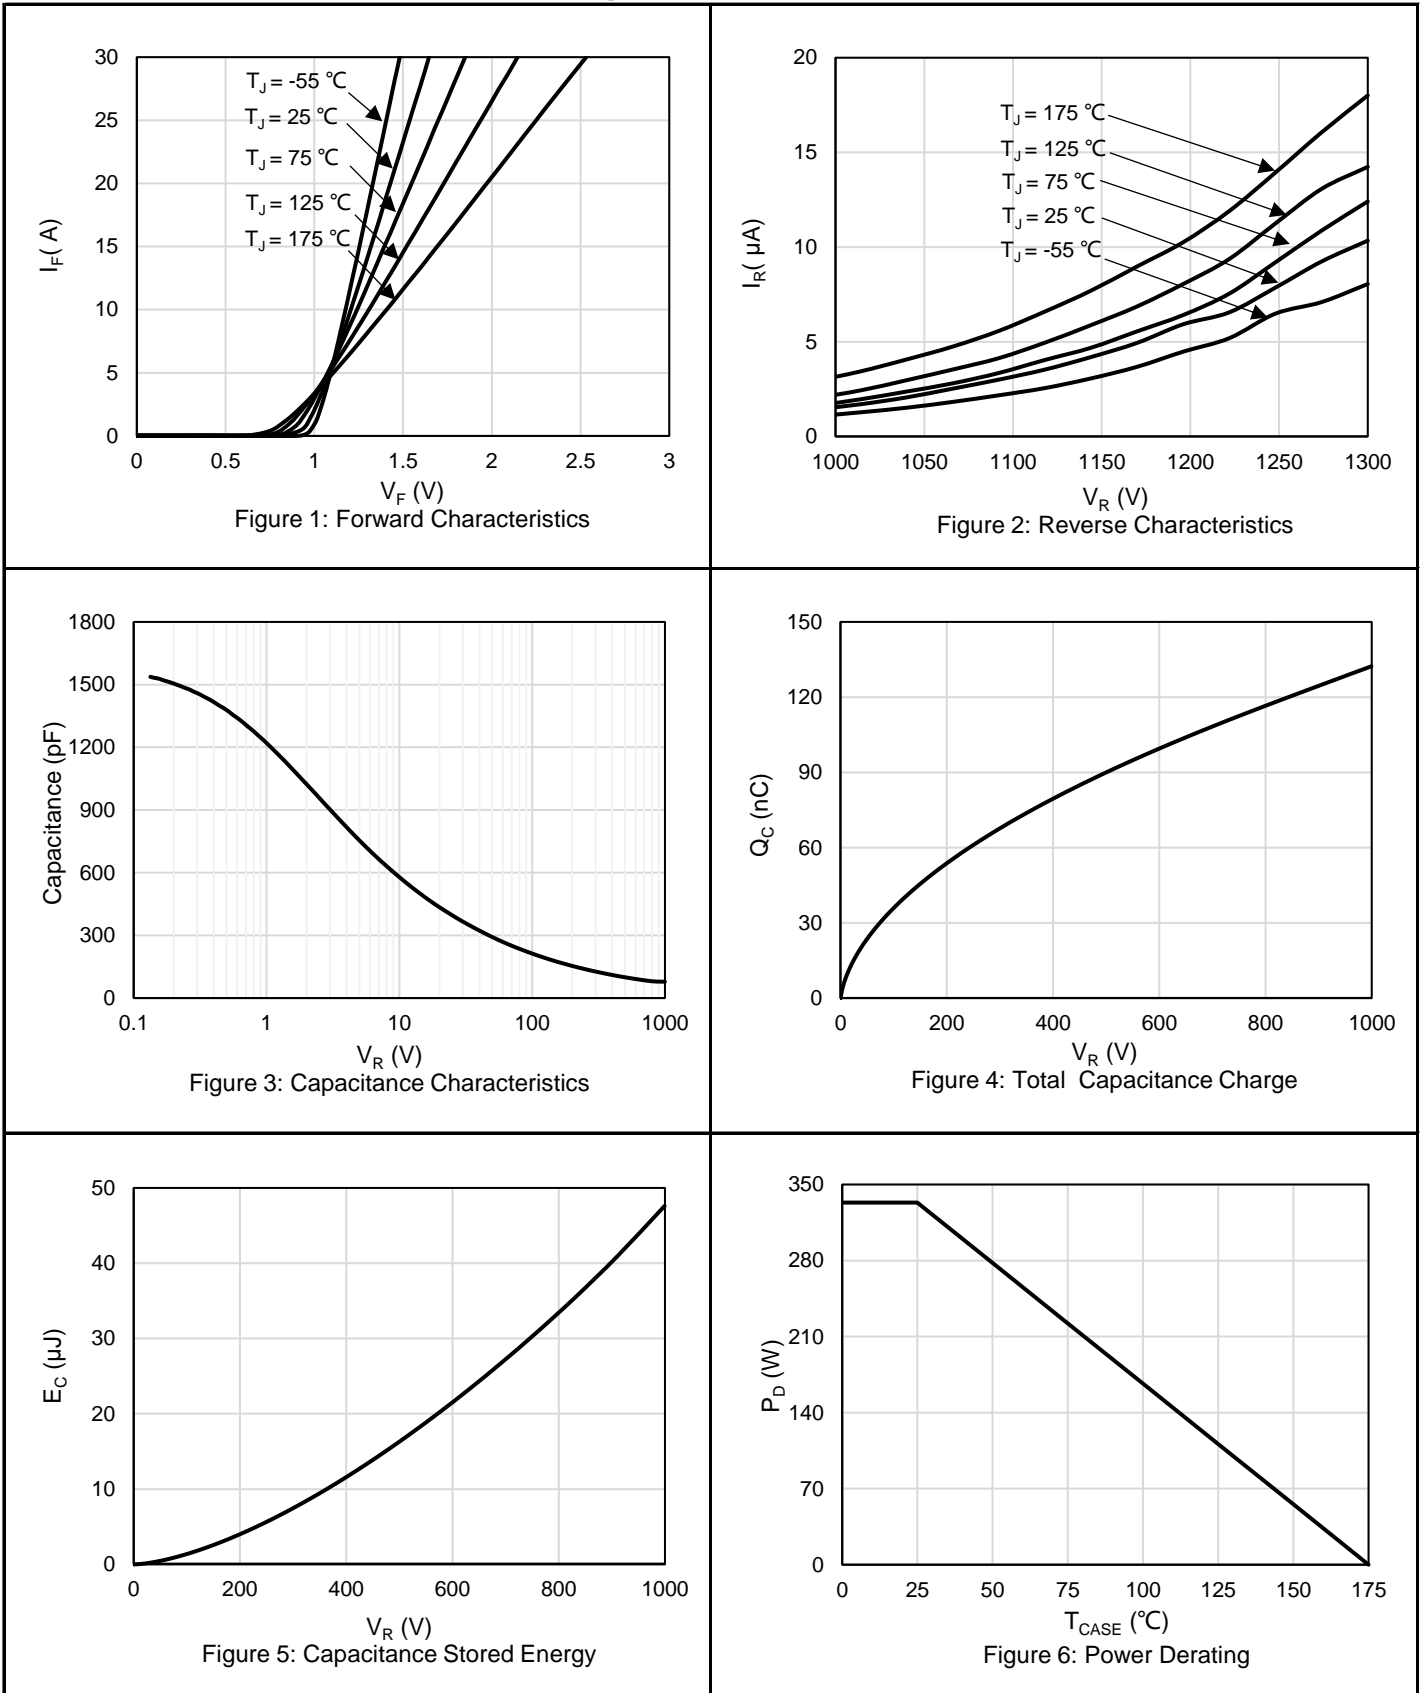 30
25
20
15
10
5
0
I_F( A)
T_J = -55 ℃
T_J = 25 ℃
T_J = 75 ℃
T_J = 125 ℃
T_J = 175 ℃
0 0.5 1 1.5 2 2.5 3
V_F (V)
Figure 1: Forward Characteristics
20
15
10
5
0
I_R( µA)
T_J = 175 ℃
T_J = 125 ℃
T_J = 75 ℃
T_J = 25 ℃
T_J = -55 ℃
1000 1050 1100 1150 1200 1250 1300
V_R (V)
Figure 2: Reverse Characteristics
1800
1500
1200
900
600
300
0
Capacitance (pF)
0.1 1 10 100 1000
V_R (V)
Figure 3: Capacitance Characteristics
150
120
90
60
30
0
Q_C (nC)
0 200 400 600 800 1000
V_R (V)
Figure 4: Total Capacitance Charge
50
40
30
20
10
0
E_C (µJ)
0 200 400 600 800 1000
V_R (V)
Figure 5: Capacitance Stored Energy
350
280
210
140
70
0
P_D (W)
0 25 50 75 100 125 150 175
T_CASE (℃)
Figure 6: Power Derating